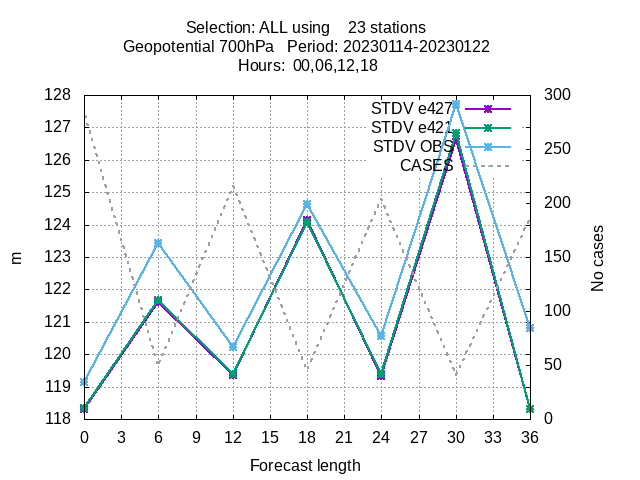 Selection: ALL using 23 stations
Geopotential 700hPa Period: 20230114-20230122
Hours: 00,06,12,18
STDV e427
STDV e421
STDV OBS
CASES
128
127
126
125
124
123
122
121
120
119
118
300
250
200
150
100
50
0
m
No cases
0 3 6 9 12 15 18 21 24 27 30 33 36
Forecast length